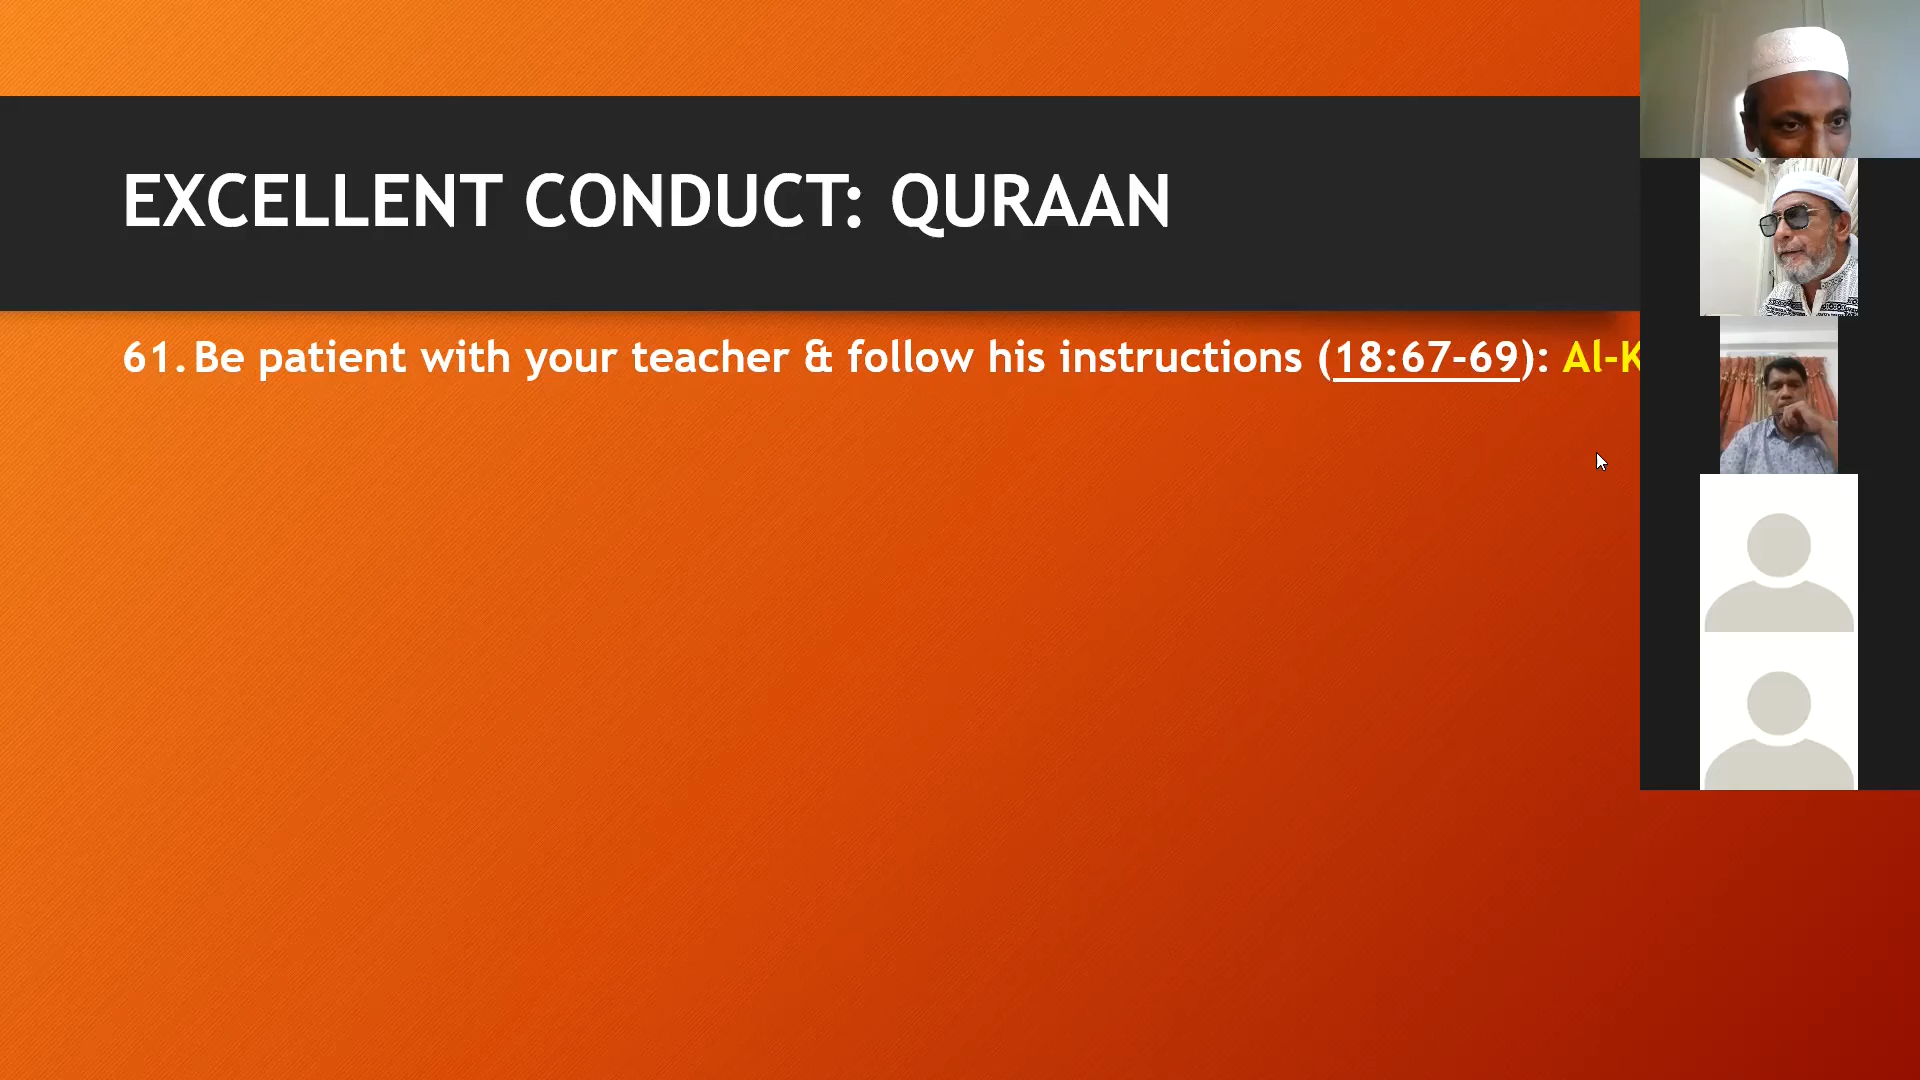 EXCELLENT CONDUCT: QURAAN
61. Be patient with your teacher & follow his instructions (18:67-69): Al-K